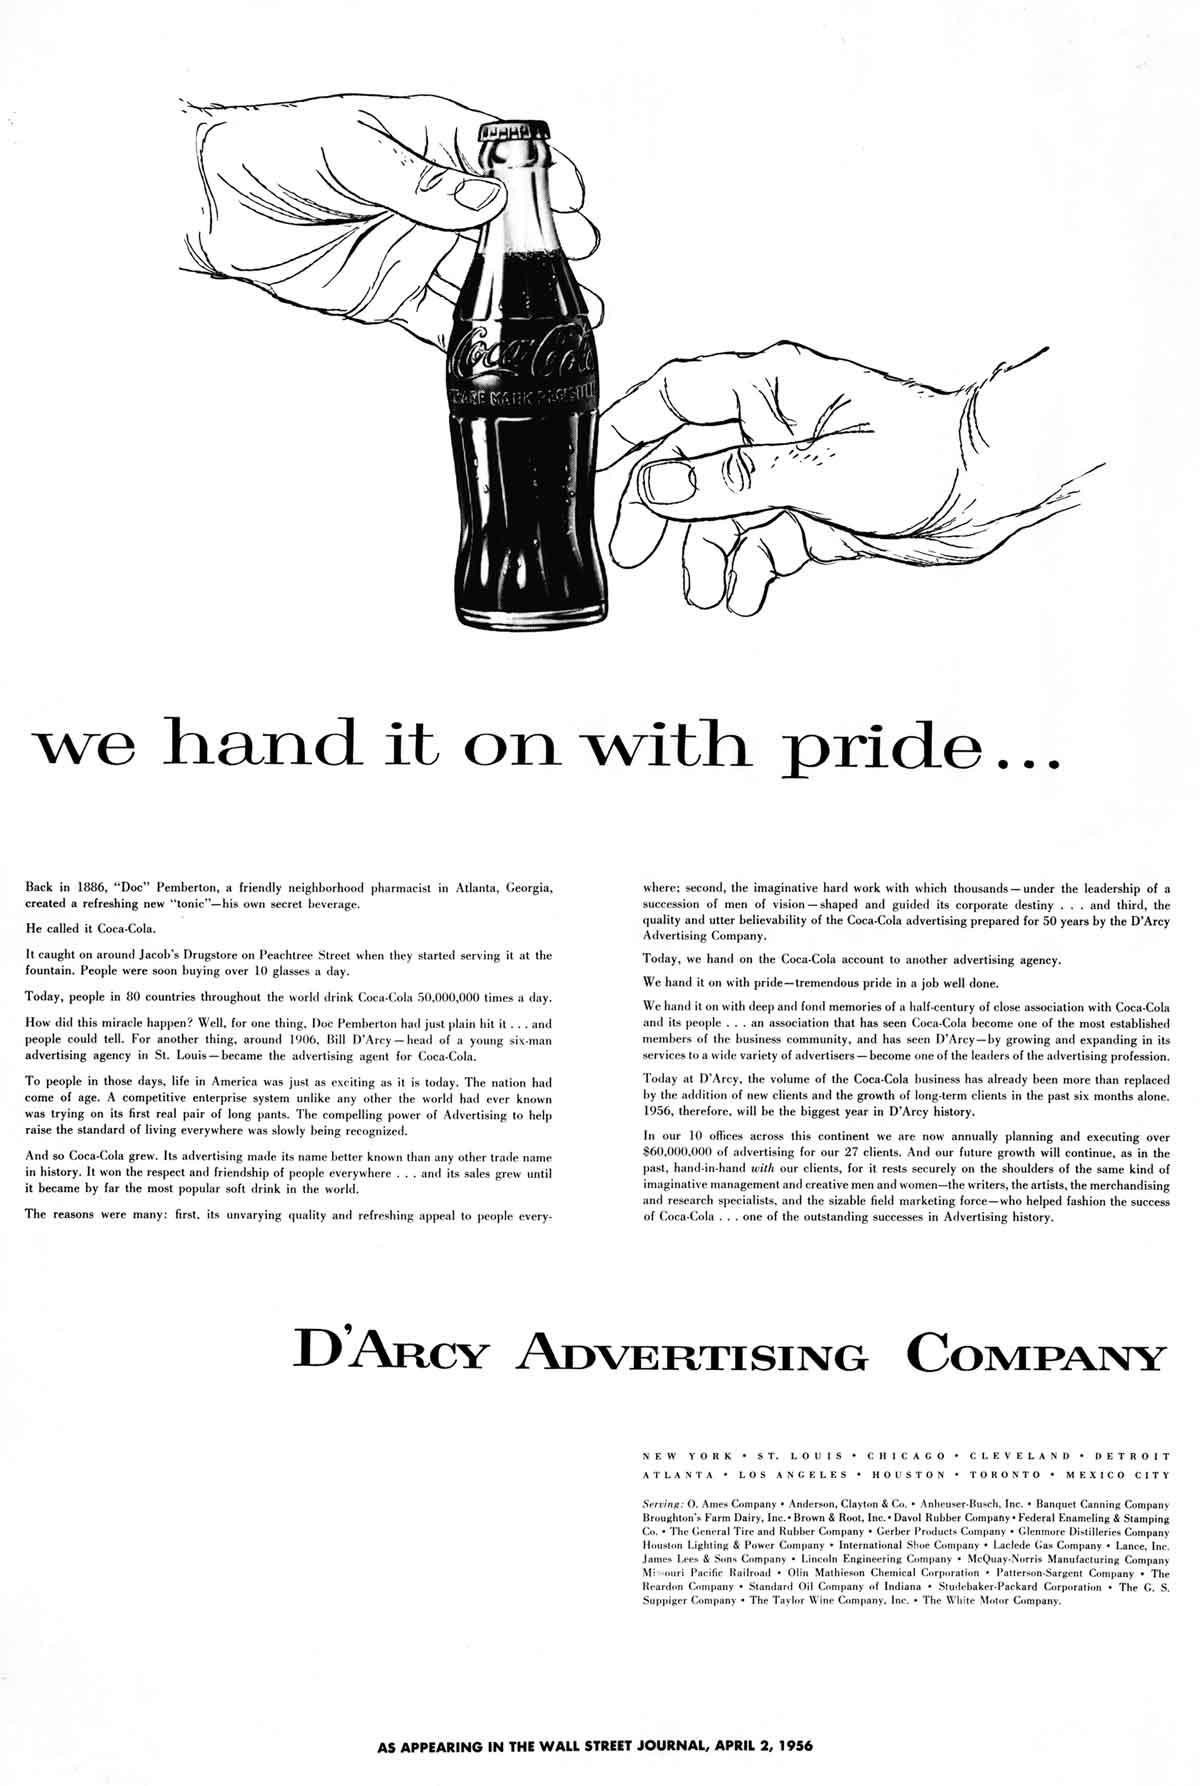 Coca-Cola
TRADE MARK REGISTE
we hand it on with pride...
Back in 1886, “Doc” Pemberton, a friendly neighborhood pharmacist in Atlanta, Georgia,
created a refreshing new “tonic”—his own secret beverage.
He called it Coca-Cola.
It caught on around Jacob's Drugstore on Peachtree Street when they started serving it at the
fountain. People were soon buying over 10 glasses a day.
Today, people in 80 countries throughout the world drink Coca-Cola 50,000,000 times a day.
How did this miracle happen? Well, for one thing, Doc Pemberton had just plain hit it . . . and
people could tell. For another thing, around 1906, Bill D'Arcy—head of a young six-man
advertising agency in St. Louis—became the advertising agent for Coca-Cola.
To people in those days, life in America was just as exciting as it is today. The nation had
come of age. A competitive enterprise system unlike any other the world had ever known
was trying on its first real pair of long pants. The compelling power of Advertising to help
raise the standard of living everywhere was slowly being recognized.
And so Coca-Cola grew. Its advertising made its name better known than any other trade name
in history. It won the respect and friendship of people everywhere . . . and its sales grew until
it became by far the most popular soft drink in the world.
The reasons were many: first, its unvarying quality and refreshing appeal to people every-
where; second, the imaginative hard work with which thousands—under the leadership of a
succession of men of vision—shaped and guided its corporate destiny . . . and third, the
quality and utter believability of the Coca-Cola advertising prepared for 50 years by the D'Arcy
Advertising Company.
Today, we hand on the Coca-Cola account to another advertising agency.
We hand it on with pride—tremendous pride in a job well done.
We hand it on with deep and fond memories of a half-century of close association with Coca-Cola
and its people . . . an association that has seen Coca-Cola become one of the most established
members of the business community, and has seen D'Arcy—by growing and expanding in its
services to a wide variety of advertisers—become one of the leaders of the advertising profession.
Today at D'Arcy, the volume of the Coca-Cola business has already been more than replaced
by the addition of new clients and the growth of long-term clients in the past six months alone.
1956, therefore, will be the biggest year in D'Arcy history.
In our 10 offices across this continent we are now annually planning and executing over
$60,000,000 of advertising for our 27 clients. And our future growth will continue, as in the
past, hand-in-hand with our clients, for it rests securely on the shoulders of the same kind of
imaginative management and creative men and women—the writers, the artists, the merchandising
and research specialists, and the sizable field marketing force—who helped fashion the success
of Coca-Cola . . . one of the outstanding successes in Advertising history.
D'ARCY ADVERTISING COMPANY
NEW YORK • ST. LOUIS • CHICAGO • CLEVELAND • DETROIT
ATLANTA • LOS ANGELES • HOUSTON • TORONTO • MEXICO CITY
Serving: O. Ames Company • Anderson, Clayton & Co. • Anheuser-Busch, Inc. • Banquet Canning Company
Broughton's Farm Dairy, Inc. • Brown & Root, Inc. • Davol Rubber Company • Federal Enameling & Stamping
Co. • The General Tire and Rubber Company • Gerber Products Company • Glenmore Distilleries Company
Houston Lighting & Power Company • International Shoe Company • Laclede Gas Company • Lance, Inc.
James Lees & Sons Company • Lincoln Engineering Company • McQuay-Norris Manufacturing Company
Missouri Pacific Railroad • Olin Mathieson Chemical Corporation • Patterson-Sargent Company • The
Reardon Company • Standard Oil Company of Indiana • Studebaker-Packard Corporation • The G. S.
Suppiger Company • The Taylor Wine Company, Inc. • The White Motor Company.
AS APPEARING IN THE WALL STREET JOURNAL, APRIL 2, 1956